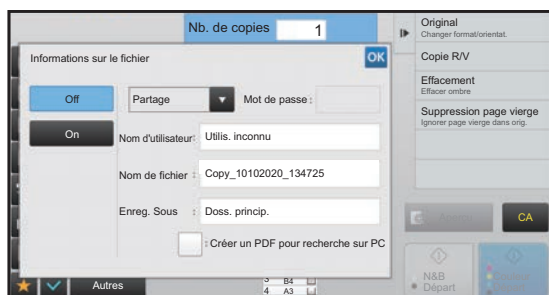 Nb. de copies 1
Informations sur le fichier OK
Off
On
Partage
Mot de passe :
Nom d'utilisateur:
Utilis. inconnu
Nom de fichier :
Copy_10102020_134725
Enreg. Sous :
Doss. princip.
: Créer un PDF pour recherche sur PC
Autres
B4
4 A3
Original
Changer format/orientat.
Copie R/V
Effacement
Effacer ombre
Suppression page vierge
Ignorer page vierge dans orig.
CA
N&B
Départ